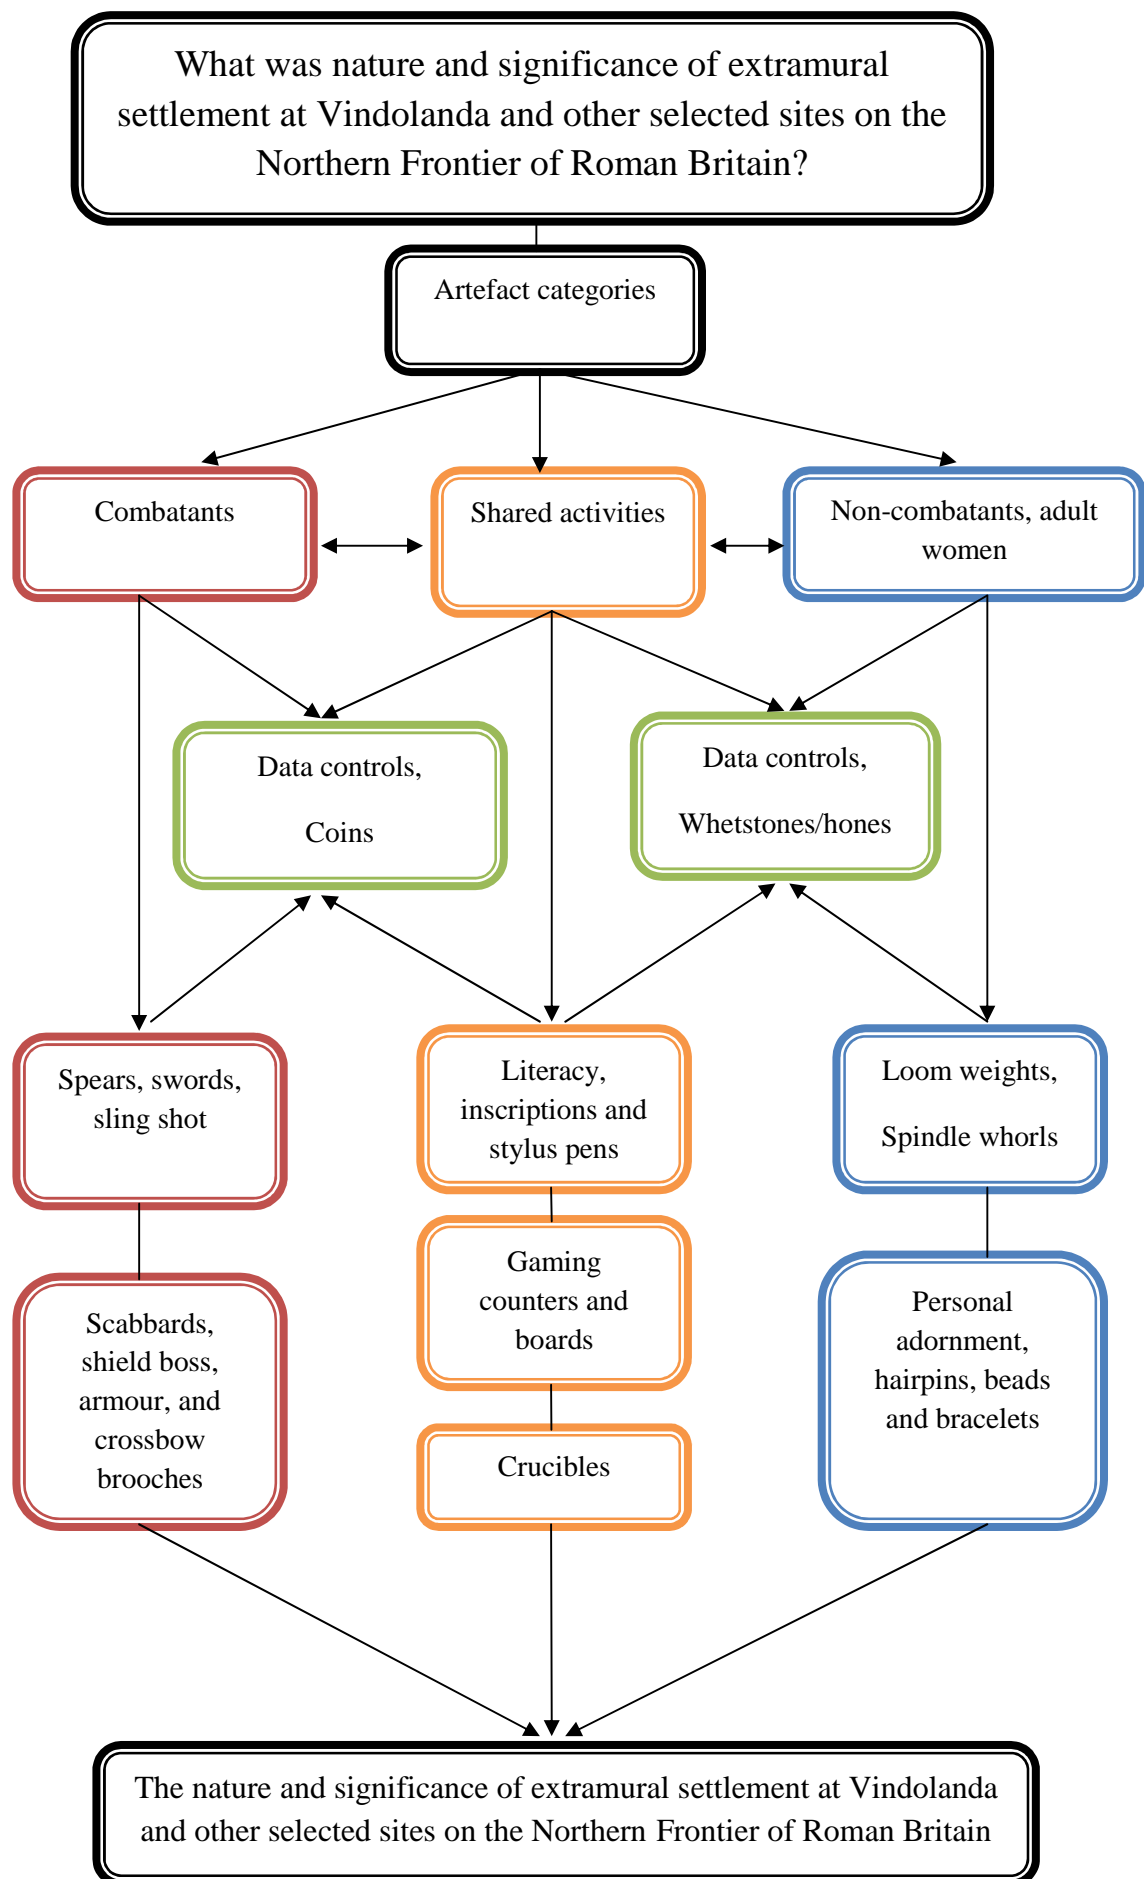 What was nature and significance of extramural
settlement at Vindolanda and other selected sites on the
Northern Frontier of Roman Britain?
Artefact categories
Combatants
Shared activities
Non-combatants, adult
women
Data controls,
Coins
Data controls,
Whetstones/hones
Spears, swords,
sling shot
Literacy,
inscriptions and
stylus pens
Loom weights,
Spindle whorls
Scabbards,
shield boss,
armour, and
crossbow
brooches
Gaming
counters and
boards
Personal
adornment,
hairpins, beads
and bracelets
Crucibles
The nature and significance of extramural settlement at Vindolanda
and other selected sites on the Northern Frontier of Roman Britain